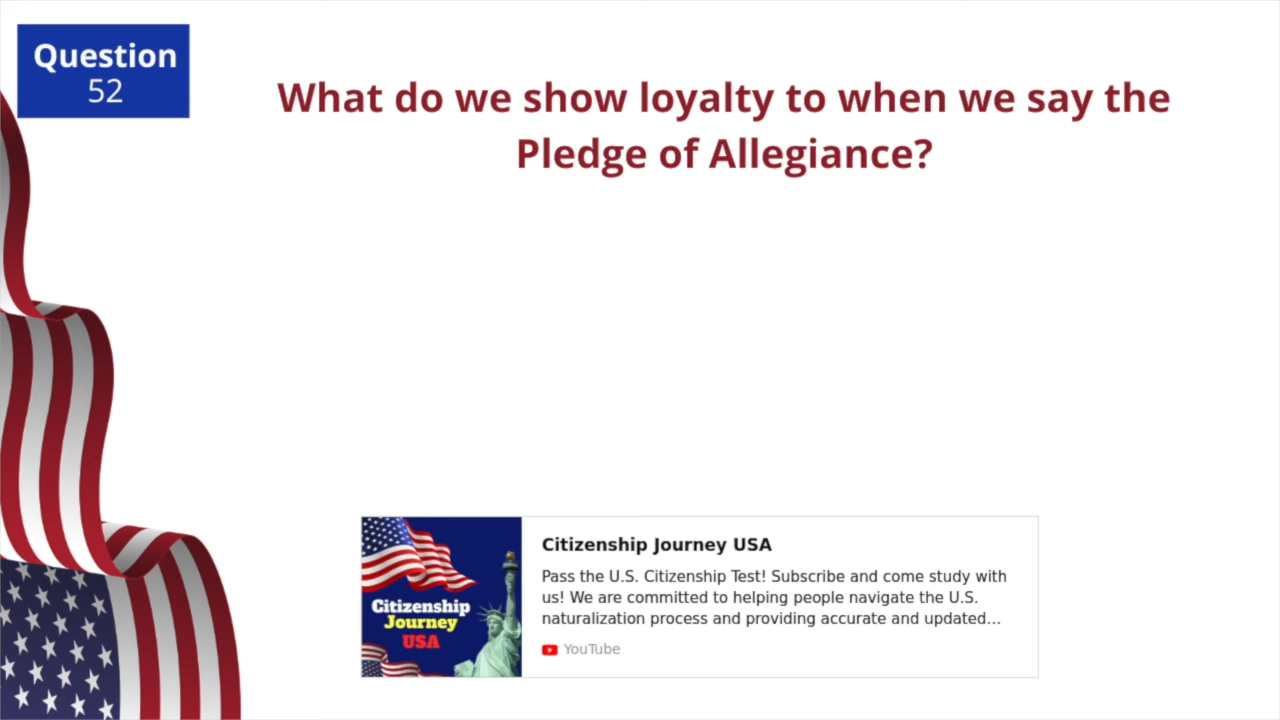 Question
52
What do we show loyalty to when we say the
Pledge of Allegiance?
Citizenship
Journey
USA
Citizenship Journey USA
Pass the U.S. Citizenship Test! Subscribe and come study with
us! We are committed to helping people navigate the U.S.
naturalization process and providing accurate and updated...
YouTube